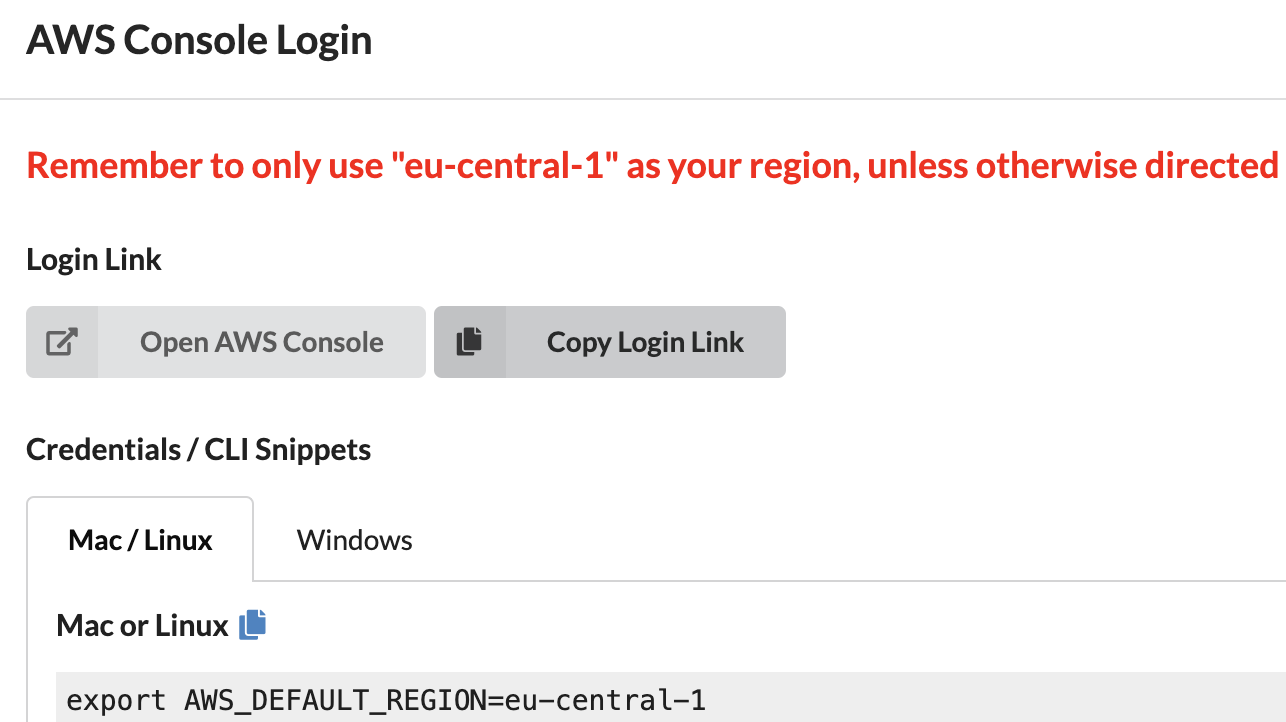 AWS Console Login
Remember to only use "eu-central-1" as your region, unless otherwise directed
Login Link
Open AWS Console
Copy Login Link
Credentials / CLI Snippets
Mac / Linux
Windows
Mac or Linux
export AWS_DEFAULT_REGION=eu-central-1